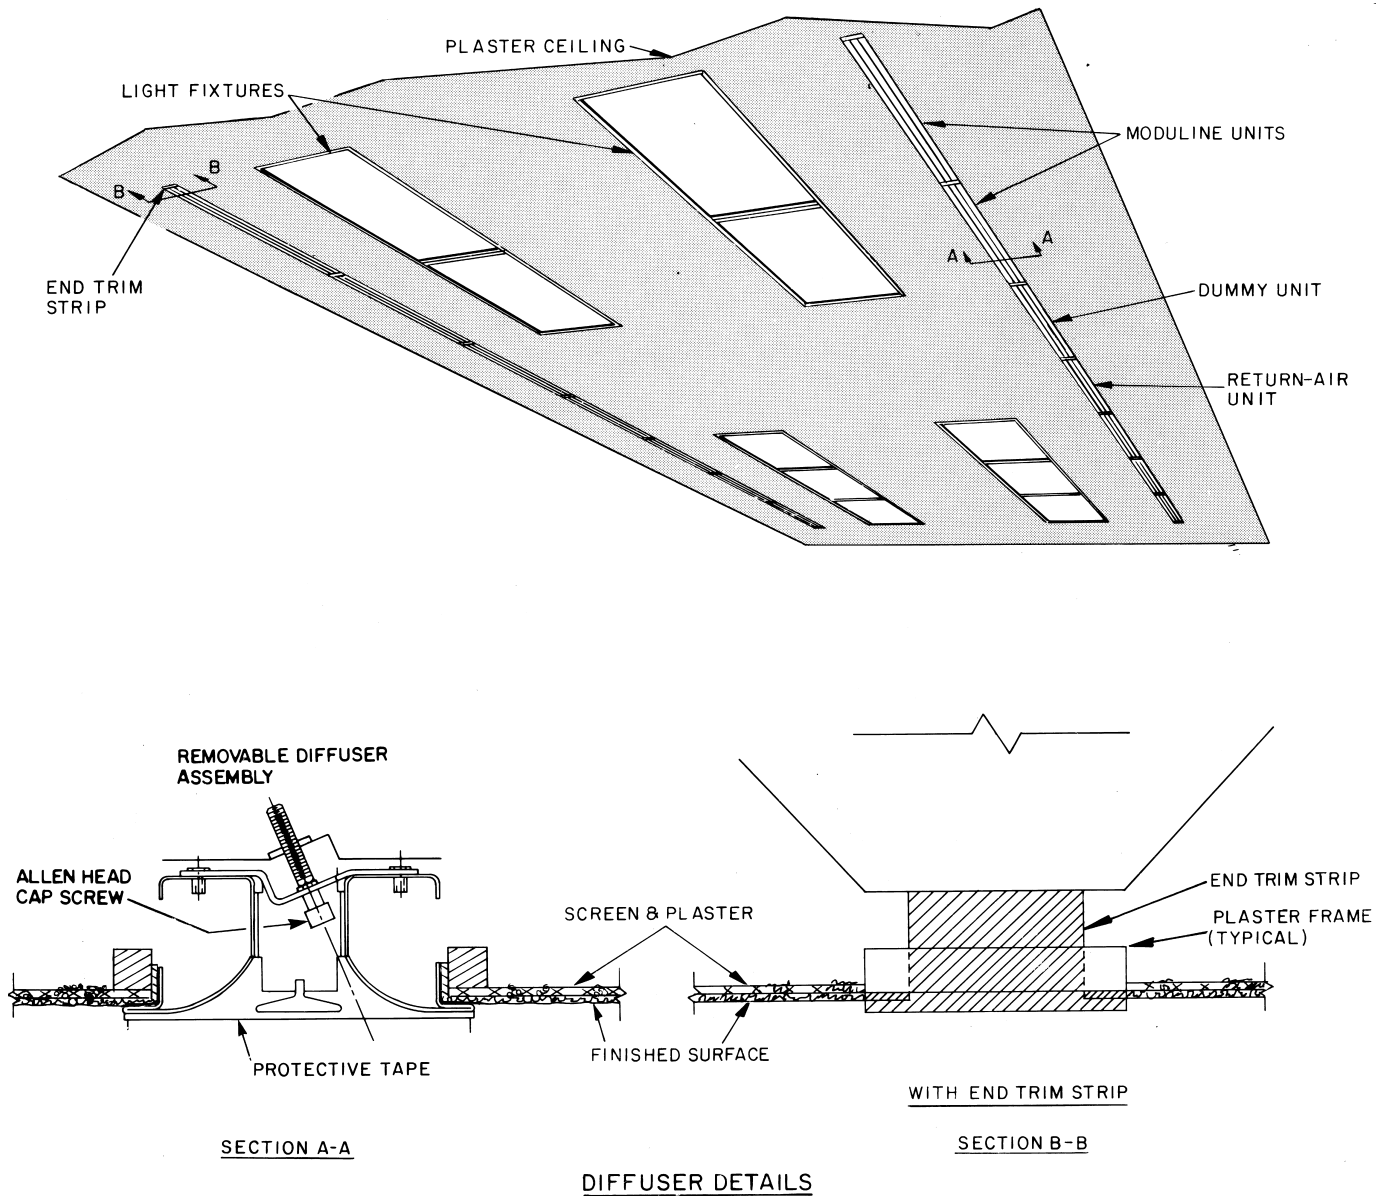 PLASTER CEILING
LIGHT FIXTURES
MODULINE UNITS
B
B
A
A
END TRIM
STRIP
DUMMY UNIT
RETURN-AIR
UNIT
REMOVABLE DIFFUSER
ASSEMBLY
ALLEN HEAD
CAP SCREW
SCREEN & PLASTER
END TRIM STRIP
PLASTER FRAME
(TYPICAL)
FINISHED SURFACE
PROTECTIVE TAPE
WITH END TRIM STRIP
SECTION A-A
SECTION B-B
DIFFUSER DETAILS